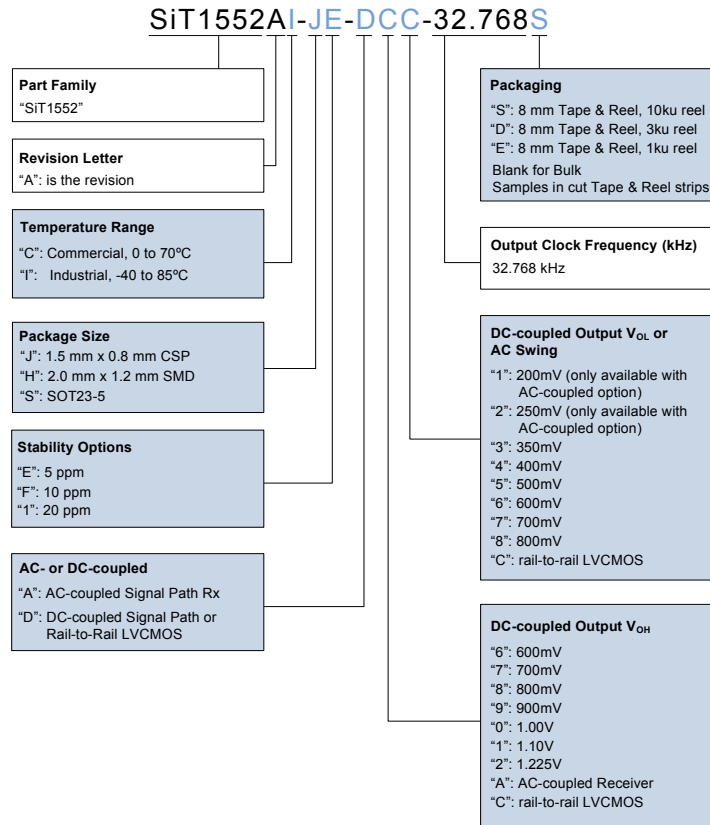 SiT1552AI-JE-DCC-32.768S
Part Family
“SiT1552”
Revision Letter
“A”: is the revision
Temperature Range
“C”: Commercial, 0 to 70ºC
“I”: Industrial, -40 to 85ºC
Package Size
“J”: 1.5 mm x 0.8 mm CSP
“H”: 2.0 mm x 1.2 mm SMD
“S”: SOT23-5
Stability Options
“E”: 5 ppm
“F”: 10 ppm
“1”: 20 ppm
AC- or DC-coupled
“A”: AC-coupled Signal Path Rx
“D”: DC-coupled Signal Path or
Rail-to-Rail LVCMOS
Packaging
“S”: 8 mm Tape & Reel, 10ku reel
“D”: 8 mm Tape & Reel, 3ku reel
“E”: 8 mm Tape & Reel, 1ku reel
Blank for Bulk
Samples in cut Tape & Reel strips
Output Clock Frequency (kHz)
32.768 kHz
DC-coupled Output VOL or
AC Swing
“1”: 200mV (only available with
AC-coupled option)
“2”: 250mV (only available with
AC-coupled option)
“3”: 350mV
“4”: 400mV
“5”: 500mV
“6”: 600mV
“7”: 700mV
“8”: 800mV
“C”: rail-to-rail LVCMOS
DC-coupled Output VOH
“6”: 600mV
“7”: 700mV
“8”: 800mV
“9”: 900mV
“0”: 1.00V
“1”: 1.10V
“2”: 1.225V
“A”: AC-coupled Receiver
“C”: rail-to-rail LVCMOS